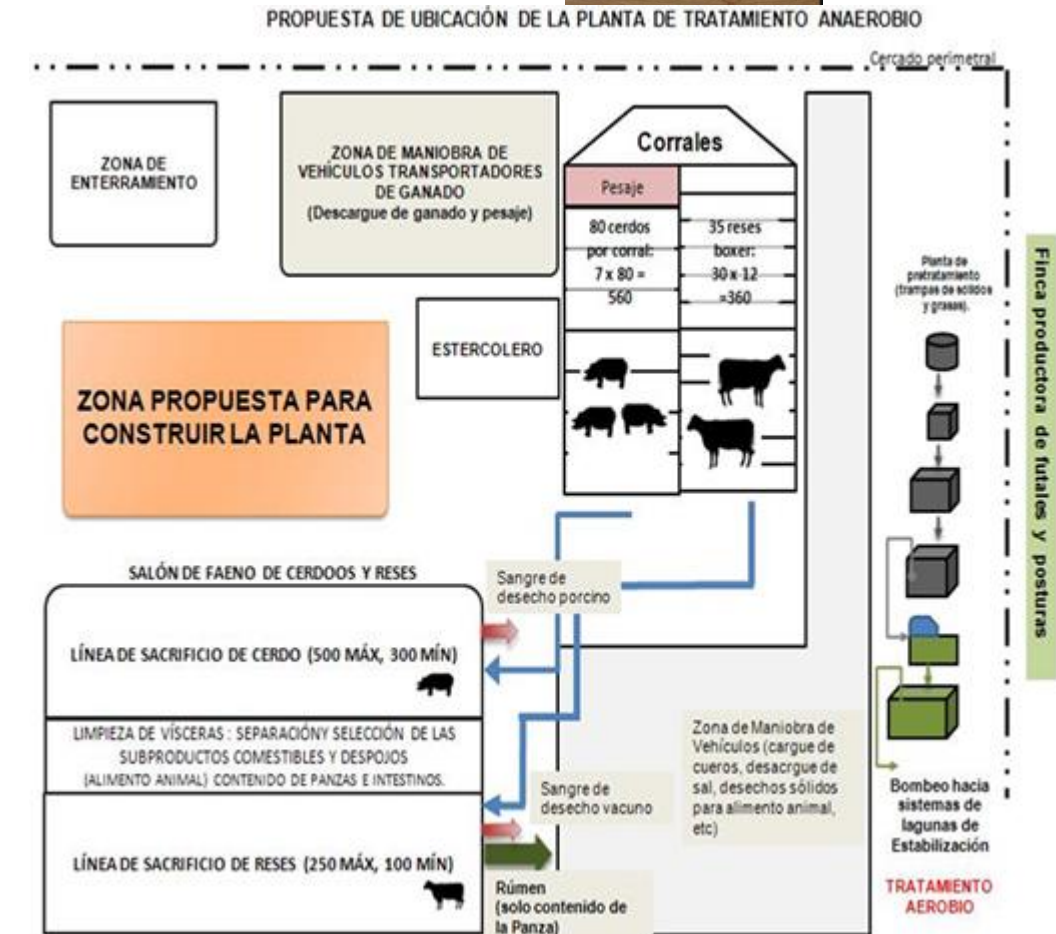 PROPUESTA DE UBICACIÓN DE LA PLANTA DE TRATAMIENTO ANAEROBIO
Cercado perimetral
ZONA DE
ENTERRAMIENTO
ZONA DE MANIOBRA DE
VEHÍCULOS TRANSPORTADORES
DE GANADO
(Descargue de ganado y pesaje)
Corrales
Pesaje
80 cerdos
por corral:
7 x 80 =
560
35 reses
boxer:
30 x 12
=360
ESTERCOLERO
ZONA PROPUESTA PARA
CONSTRUIR LA PLANTA
Planta de
pretratamiento
(trampas de sólidos
y grasas).
Finca productora de futales y posturas
SALÓN DE FAENO DE CERDOOS Y RESES
Sangre de
desecho porcino
LÍNEA DE SACRIFICIO DE CERDO (500 MÁX, 300 MÍN)
LIMPIEZA DE VÍSCERAS : SEPARACIÓNY SELECCIÓN DE LAS
SUBPRODUCTOS COMESTIBLES Y DESPOJOS
(ALIMENTO ANIMAL) CONTENIDO DE PANZAS E INTESTINOS.
Sangre de
desecho vacuno
LÍNEA DE SACRIFICIO DE RESES (250 MÁX, 100 MÍN)
Rúmen
(solo contenido de
la Panza)
Zona de Maniobra de
Vehículos (cargue de
cueros, desacrgue de
sal, desechos sólidos
para alimento animal,
etc)
Bombeo hacia
sistemas de
lagunas de
Estabilización
TRATAMIENTO
AEROBIO